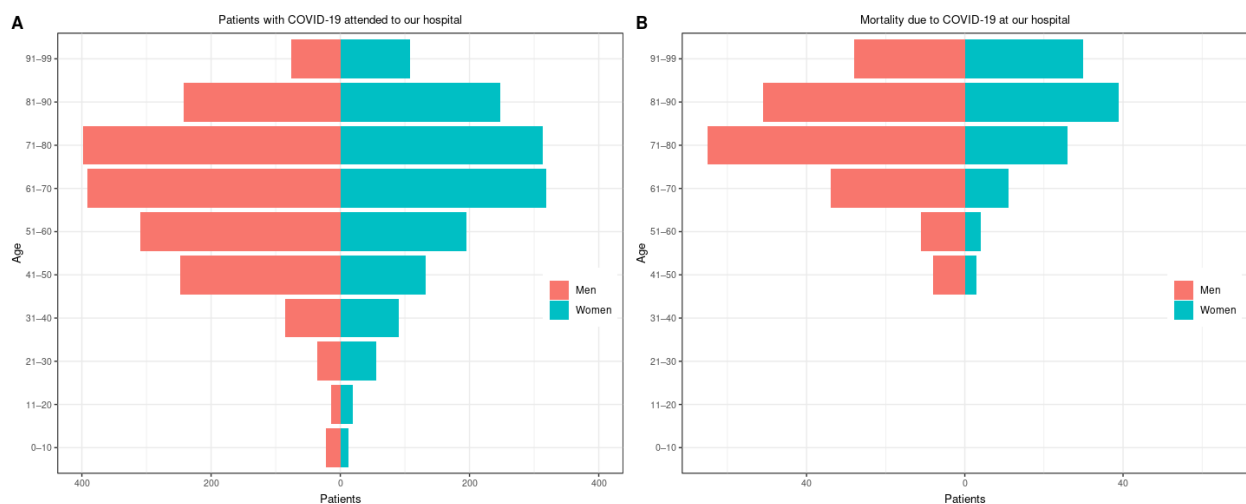 A
Patients with COVID-19 attended to our hospital
91–99
81–90
71–80
61–70
51–60
41–50
31–40
21–30
11–20
0–10
Age
400 200 0 200 400
Patients
Men
Women
B
Mortality due to COVID-19 at our hospital
91–99
81–90
71–80
61–70
51–60
41–50
31–40
21–30
11–20
0–10
Age
40 0 40
Patients
Men
Women